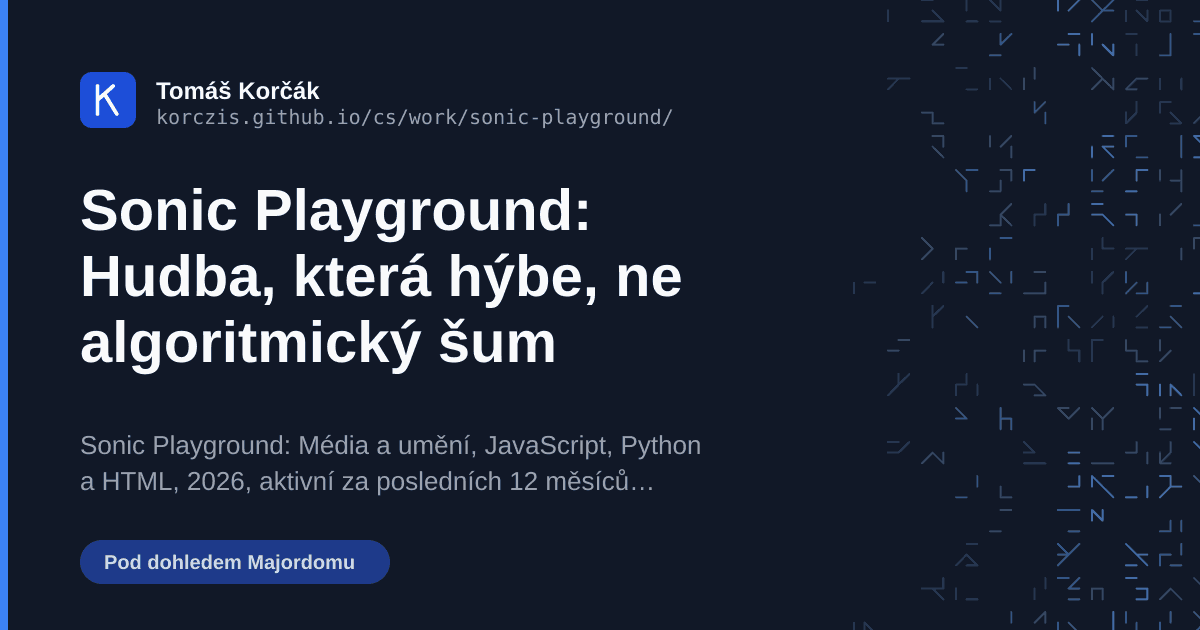 Tomáš Korčák
korczis.github.io/cs/work/sonic-playground/
Sonic Playground:
Hudba, která hýbe, ne
algoritmický šum
Sonic Playground: Média a umění, JavaScript, Python
a HTML, 2026, aktivní za posledních 12 měsíců…
Pod dohledem Majordomu